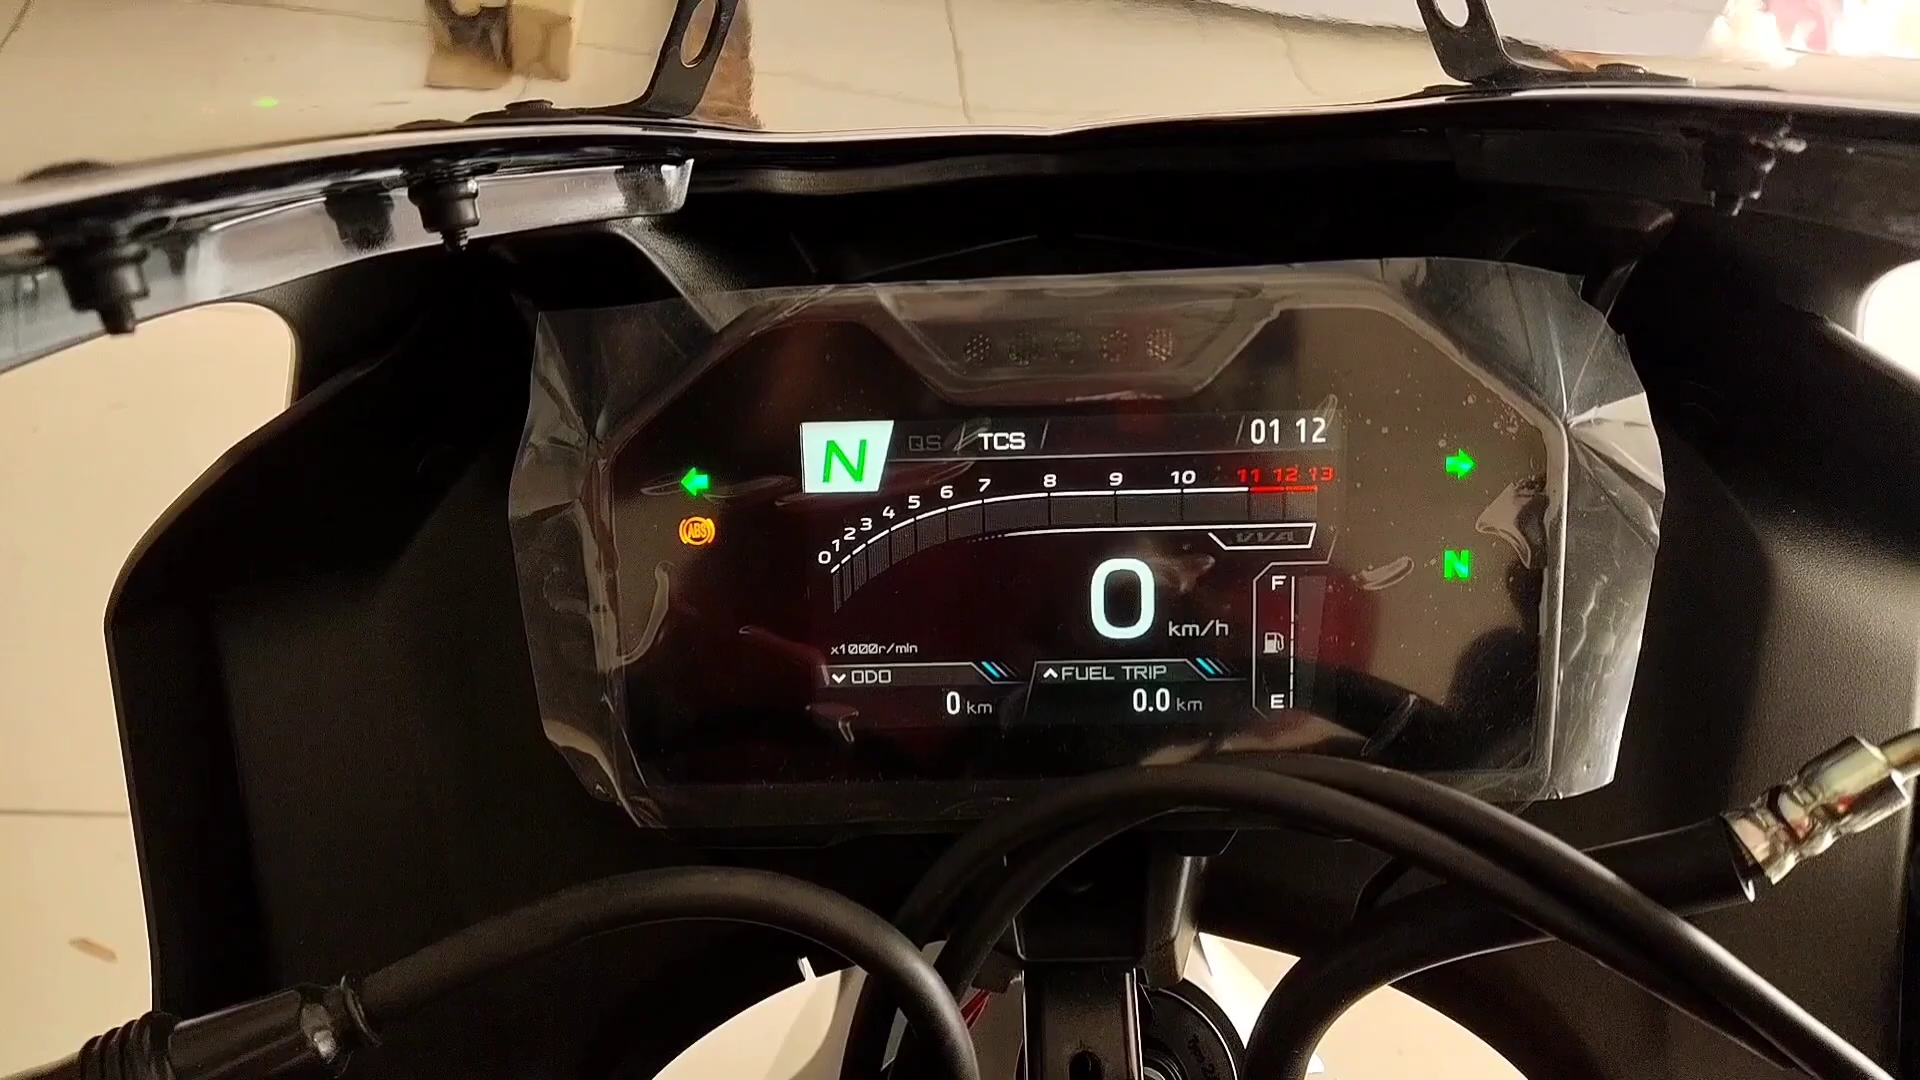 N QS TCS 01 12
0 1 2 3 4 5 6 7 8 9 10 11 12 13
VVA
ABS
N
0 km/h
F
x1000r/min
ODO
FUEL TRIP
0 km
0.0 km
E